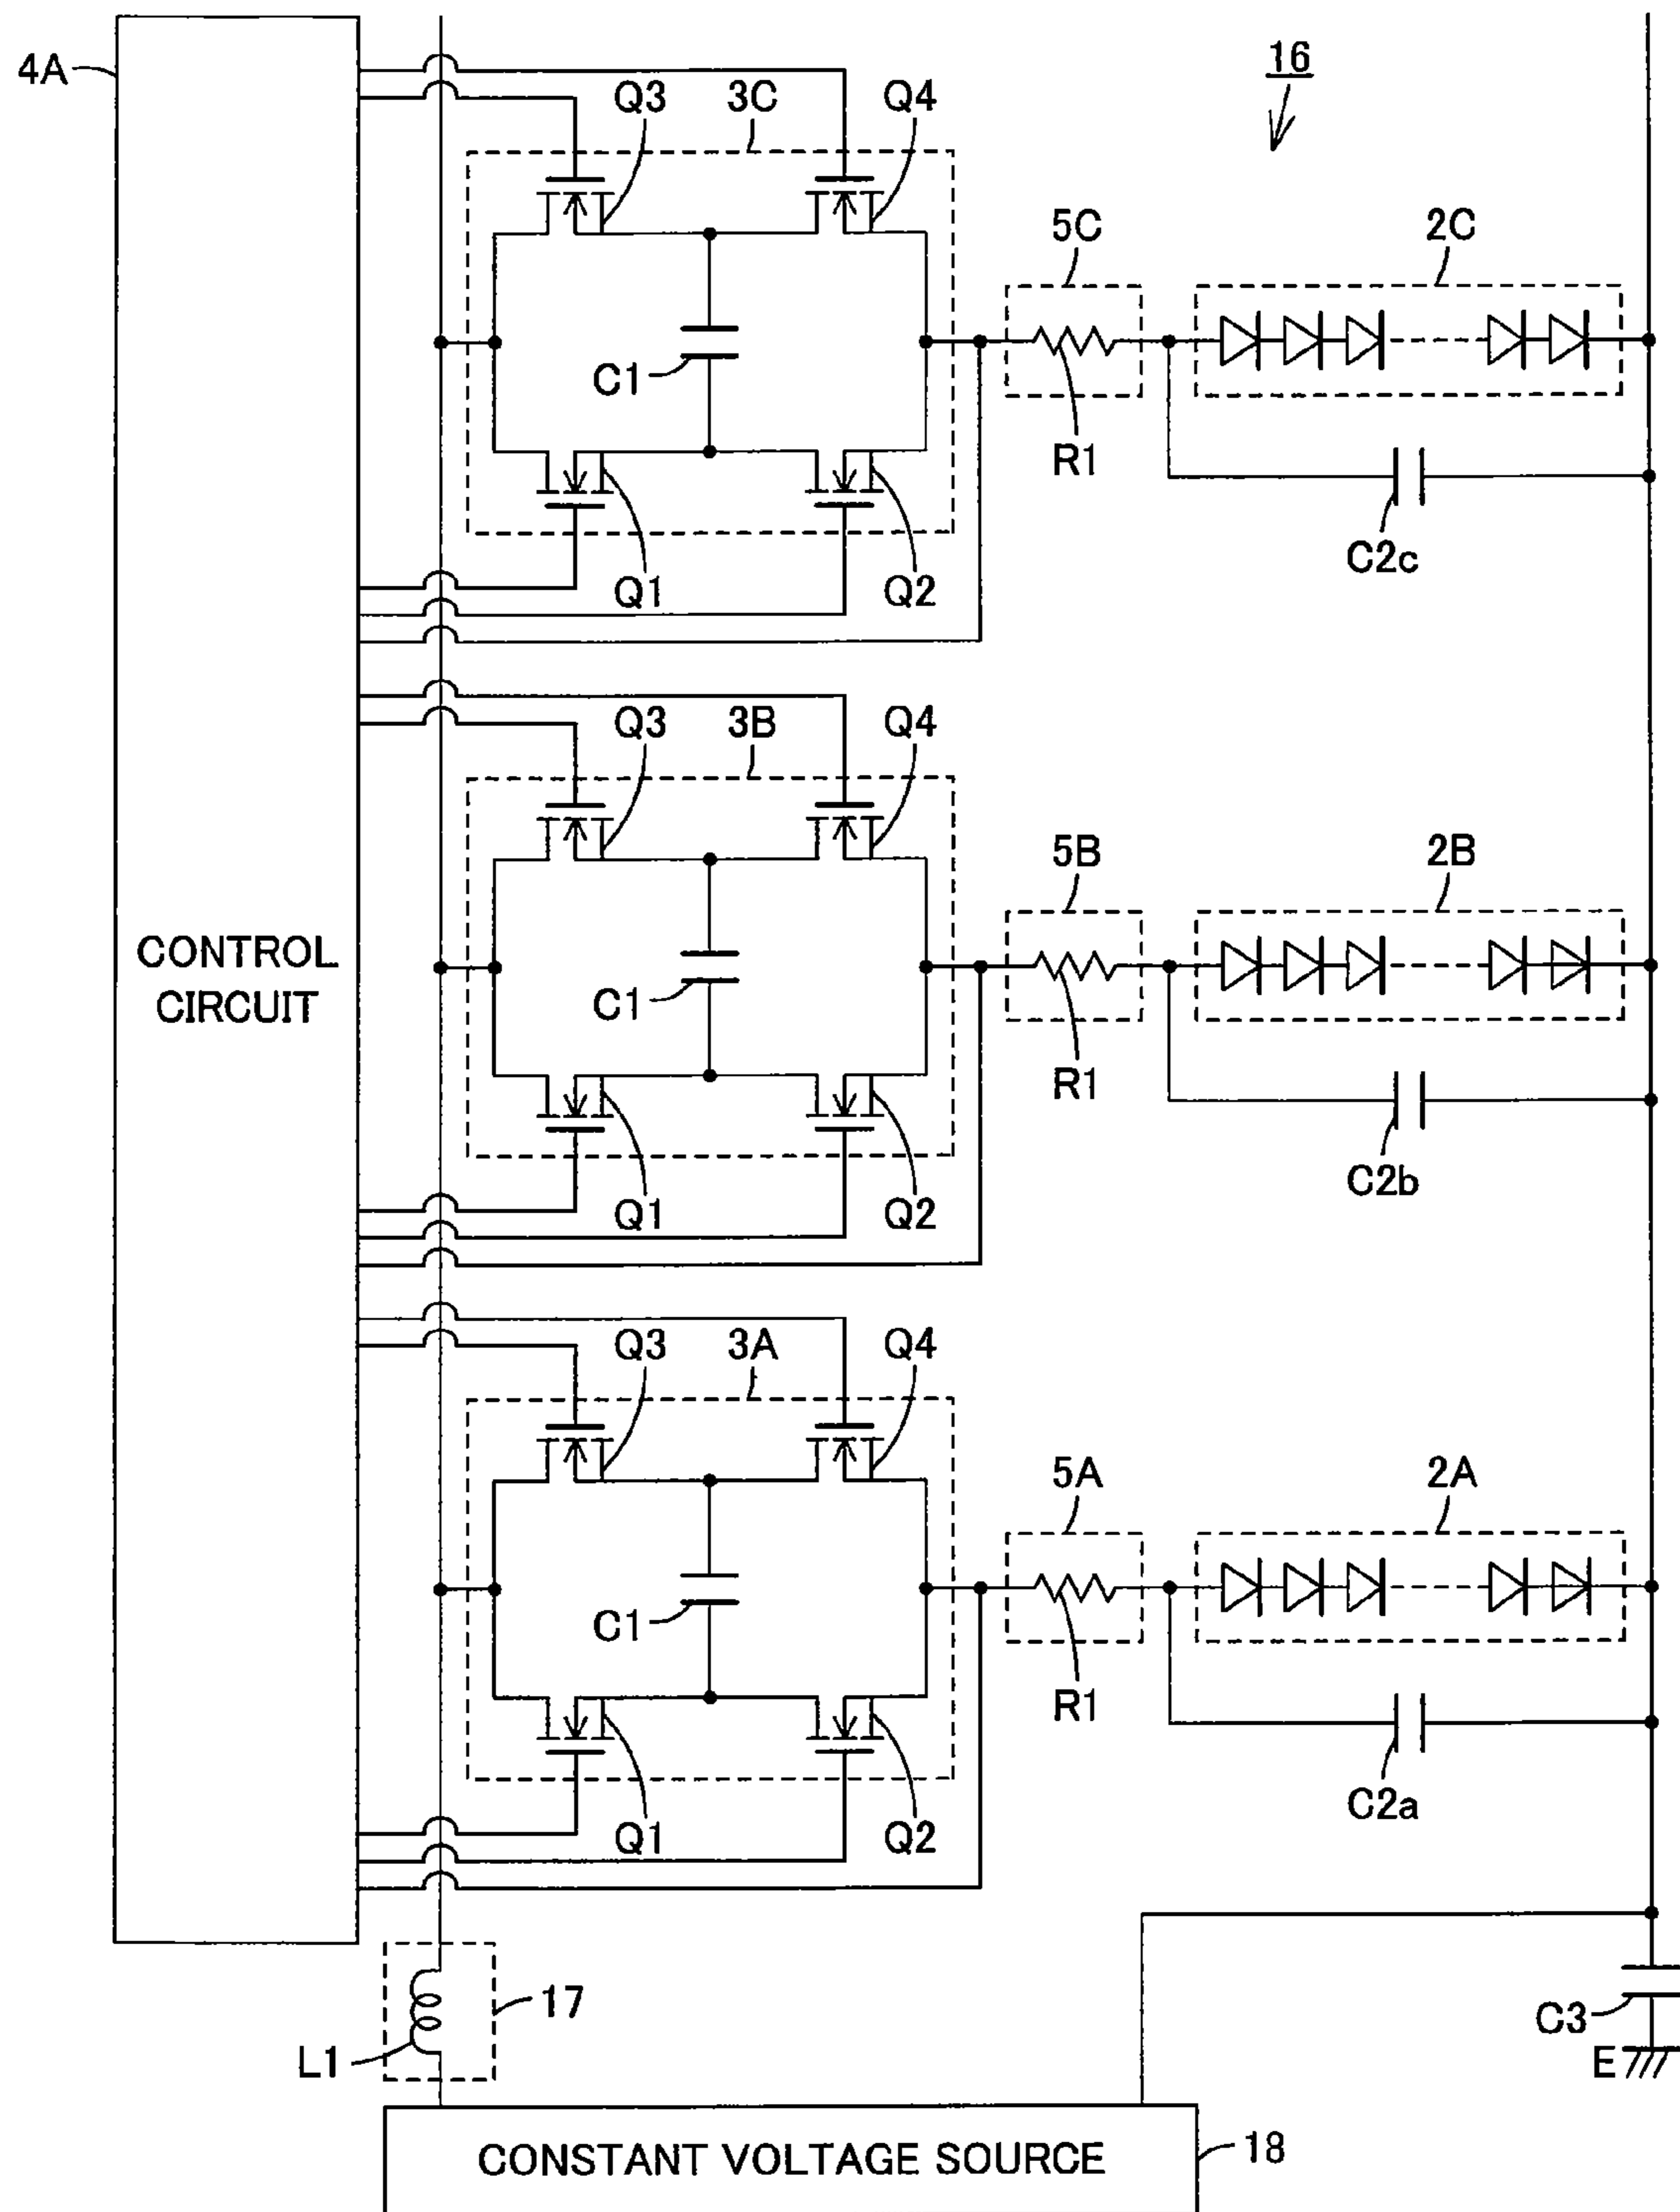 4A
16
Q3
3C
Q4
5C
2C
C1
R1
Q1
Q2
C2c
Q3
3B
Q4
5B
2B
CONTROL
CIRCUIT
C1
R1
Q1
Q2
C2b
Q3
3A
Q4
5A
2A
C1
R1
Q1
Q2
C2a
17
L1
C3
E
CONSTANT VOLTAGE SOURCE
18